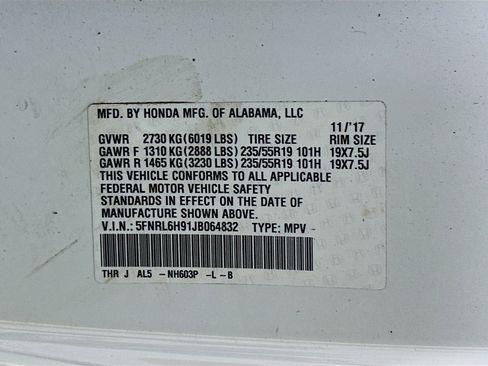 MFD. BY HONDA MFG. OF ALABAMA, LLC
11/'17
GVWR 2730 KG(6019 LBS) TIRE SIZE RIM SIZE
GAWR F 1310 KG(2888 LBS) 235/55R19 101H 19X7.5J
GAWR R 1465 KG(3230 LBS) 235/55R19 101H 19X7.5J
THIS VEHICLE CONFORMS TO ALL APPLICABLE
FEDERAL MOTOR VEHICLE SAFETY
STANDARDS IN EFFECT ON THE DATE OF
MANUFACTURE SHOWN ABOVE.
V.I.N.: 5FNRL6H91JB064832 TYPE: MPV
THR J AL5 -NH603P -L -B